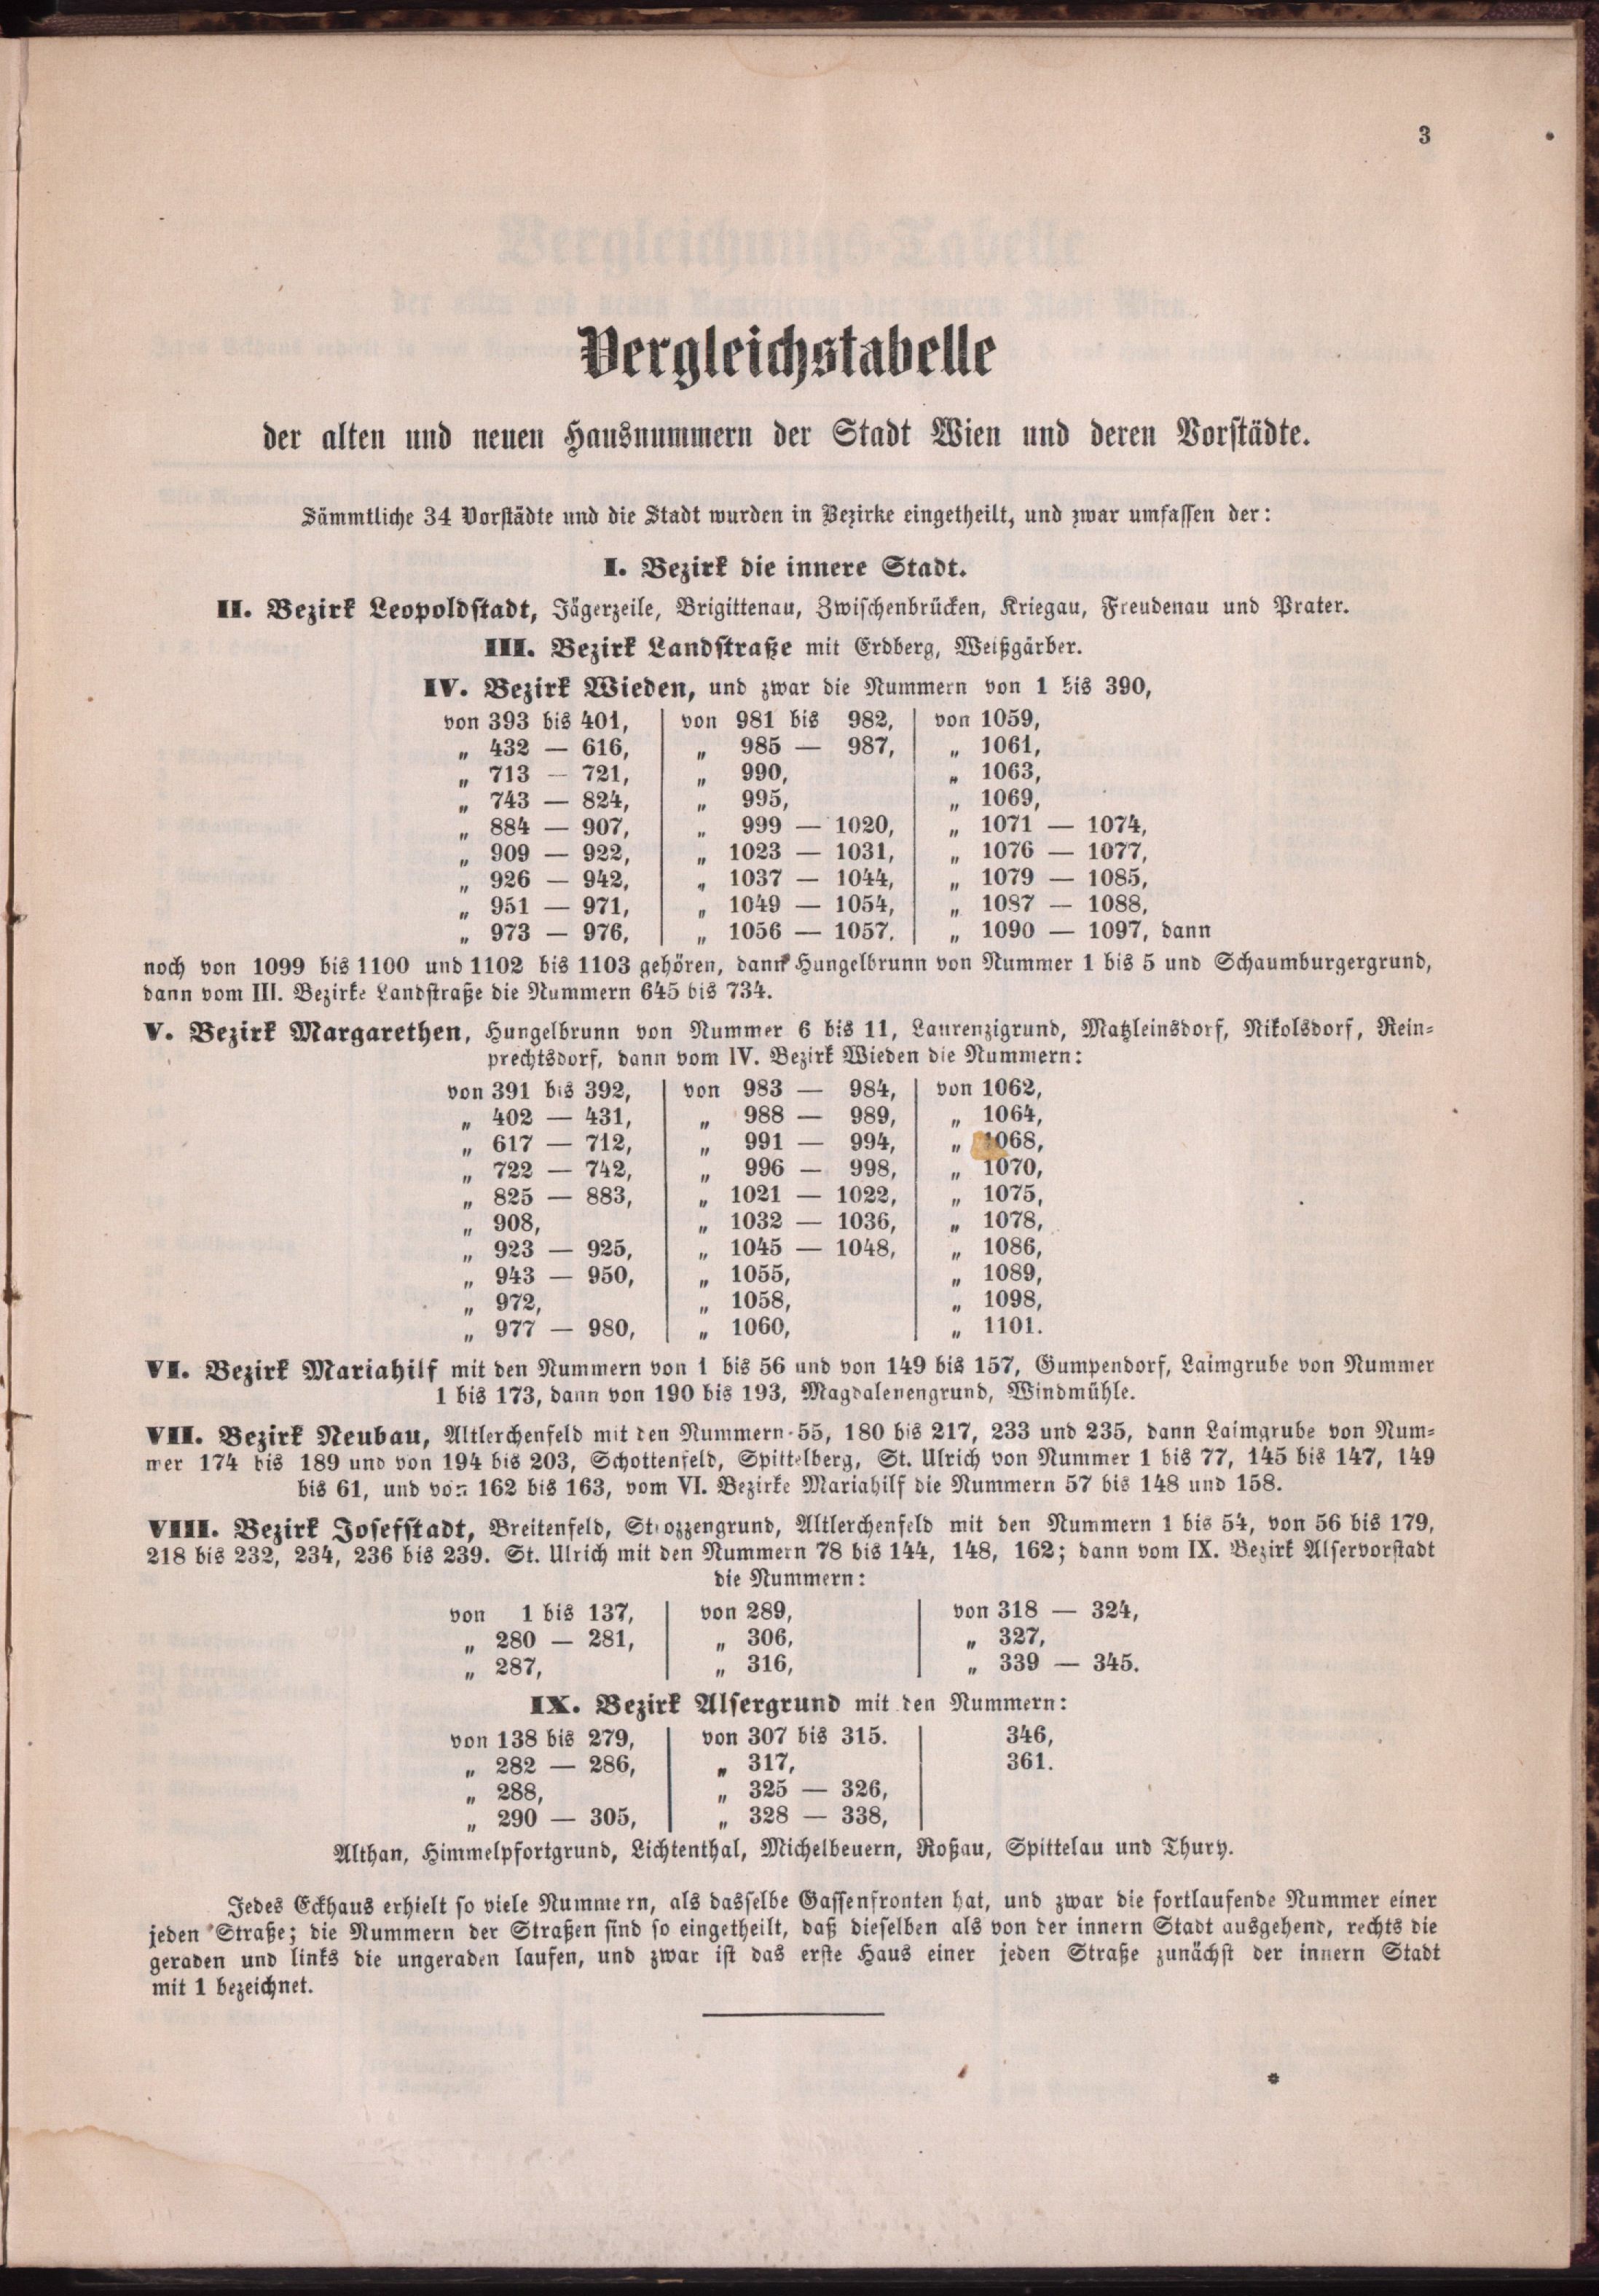 3
Vergleichstabelle
der alten und neuen Hausnummern der Stadt Wien und deren Vorstädte.
Sämmtliche 34 Vorstädte und die Stadt wurden in Bezirke eingetheilt, und zwar umfassen der:
I. Bezirk die innere Stadt.
II. Bezirk Leopoldstadt, Jägerzeile, Brigittenau, Zwischenbrücken, Kriegau, Freudenau und Prater.
III. Bezirk Landstraße mit Erdberg, Weißgärber.
IV. Bezirk Wieden, und zwar die Nummern von 1 bis 390,
von 393 bis 401, | von 981 bis 982, | von 1059,
„ 432 — 616, | „ 985 — 987, | „ 1061,
„ 713 — 721, | „ 990, | „ 1063,
„ 743 — 824, | „ 995, | „ 1069,
„ 884 — 907, | „ 999 — 1020, | „ 1071 — 1074,
„ 909 — 922, | „ 1023 — 1031, | „ 1076 — 1077,
„ 926 — 942, | „ 1037 — 1044, | „ 1079 — 1085,
„ 951 — 971, | „ 1049 — 1054, | „ 1087 — 1088,
„ 973 — 976, | „ 1056 — 1057. | „ 1090 — 1097, dann
noch von 1099 bis 1100 und 1102 bis 1103 gehören, dann Hungelbrunn von Nummer 1 bis 5 und Schaumburgergrund,
dann vom III. Bezirke Landstraße die Nummern 645 bis 734.
V. Bezirk Margarethen, Hungelbrunn von Nummer 6 bis 11, Laurenzigrund, Matzleinsdorf, Nikolsdorf, Rein-
prechtsdorf, dann vom IV. Bezirk Wieden die Nummern:
von 391 bis 392, | von 983 — 984, | von 1062,
„ 402 — 431, | „ 988 — 989, | „ 1064,
„ 617 — 712, | „ 991 — 994, | „ 1068,
„ 722 — 742, | „ 996 — 998, | „ 1070,
„ 825 — 883, | „ 1021 — 1022, | „ 1075,
„ 908, | „ 1032 — 1036, | „ 1078,
„ 923 — 925, | „ 1045 — 1048, | „ 1086,
„ 943 — 950, | „ 1055, | „ 1089,
„ 972, | „ 1058, | „ 1098,
„ 977 — 980, | „ 1060, | „ 1101.
VI. Bezirk Mariahilf mit den Nummern von 1 bis 56 und von 149 bis 157, Gumpendorf, Laimgrube von Nummer
1 bis 173, dann von 190 bis 193, Magdalenengrund, Windmühle.
VII. Bezirk Neubau, Altlerchenfeld mit den Nummern 55, 180 bis 217, 233 und 235, dann Laimgrube von Num-
mer 174 bis 189 und von 194 bis 203, Schottenfeld, Spittelberg, St. Ulrich von Nummer 1 bis 77, 145 bis 147, 149
bis 61, und von 162 bis 163, vom VI. Bezirke Mariahilf die Nummern 57 bis 148 und 158.
VIII. Bezirk Josefstadt, Breitenfeld, Strozzengrund, Altlerchenfeld mit den Nummern 1 bis 54, von 56 bis 179,
218 bis 232, 234, 236 bis 239. St. Ulrich mit den Nummern 78 bis 144, 148, 162; dann vom IX. Bezirk Alservorstadt
die Nummern:
von 1 bis 137, | von 289, | von 318 — 324,
„ 280 — 281, | „ 306, | „ 327,
„ 287, | „ 316, | „ 339 — 345.
IX. Bezirk Alsergrund mit den Nummern:
von 138 bis 279, | von 307 bis 315. | 346,
„ 282 — 286, | „ 317, | 361.
„ 288, | „ 325 — 326, |
„ 290 — 305, | „ 328 — 338, |
Althan, Himmelpfortgrund, Lichtenthal, Michelbeuern, Roßau, Spittelau und Thury.
Jedes Eckhaus erhielt so viele Nummern, als dasselbe Gassenfronten hat, und zwar die fortlaufende Nummer einer
jeden Straße; die Nummern der Straßen sind so eingetheilt, daß dieselben als von der innern Stadt ausgehend, rechts die
geraden und links die ungeraden laufen, und zwar ist das erste Haus einer jeden Straße zunächst der innern Stadt
mit 1 bezeichnet.
*